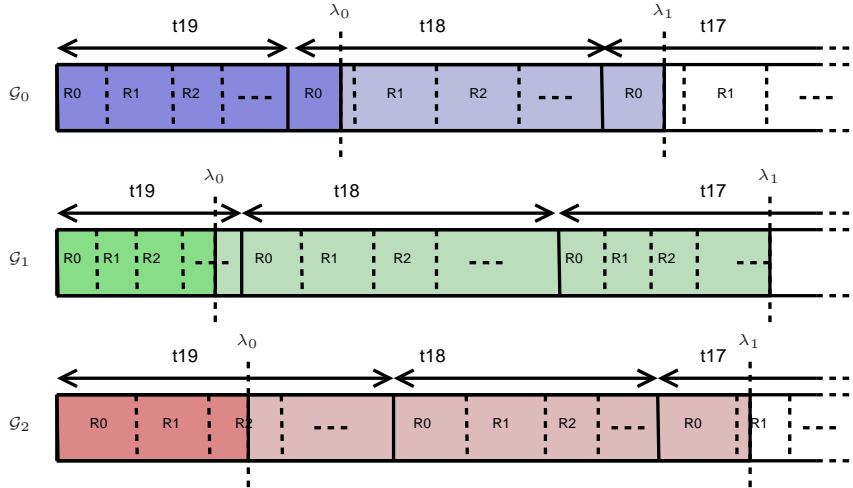 t19 λ0 t18 λ1 t17
𝒢0 R0 R1 R2 R0 R1 R2 R0 R1
t19 λ0 t18 t17 λ1
𝒢1 R0 R1 R2 R0 R1 R2 R0 R1 R2
t19 λ0 t18 t17 λ1
𝒢2 R0 R1 R2 R0 R1 R2 R0 R1